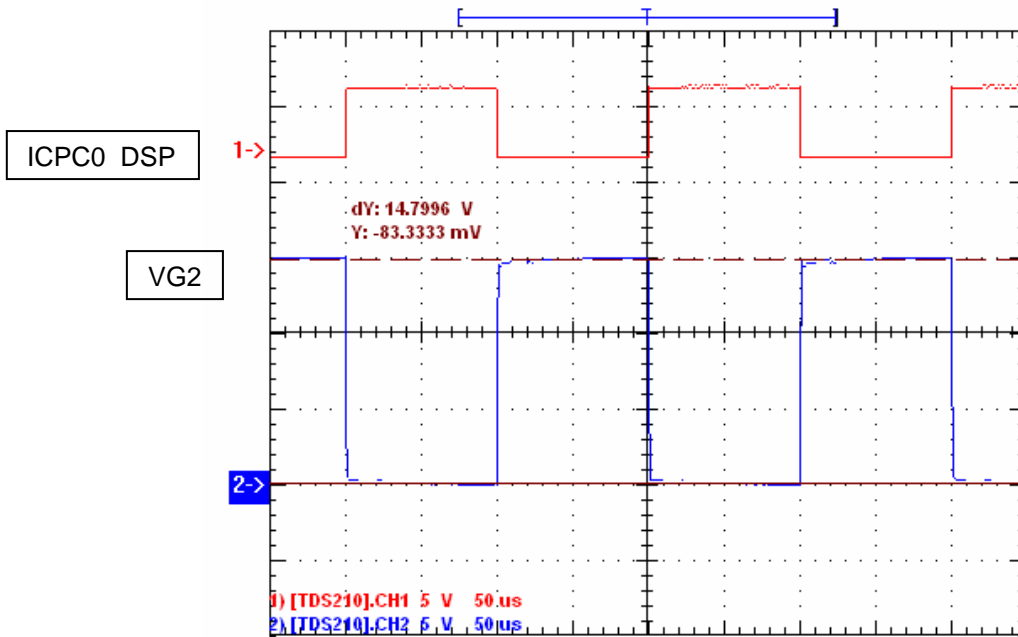 ICPC0 DSP
1->
dY: 14.7996 V
Y: -83.3333 mV
VG2
2->
1) [TDS210].CH1 5 V 50 us
2) [TDS210].CH2 5 V 50 us